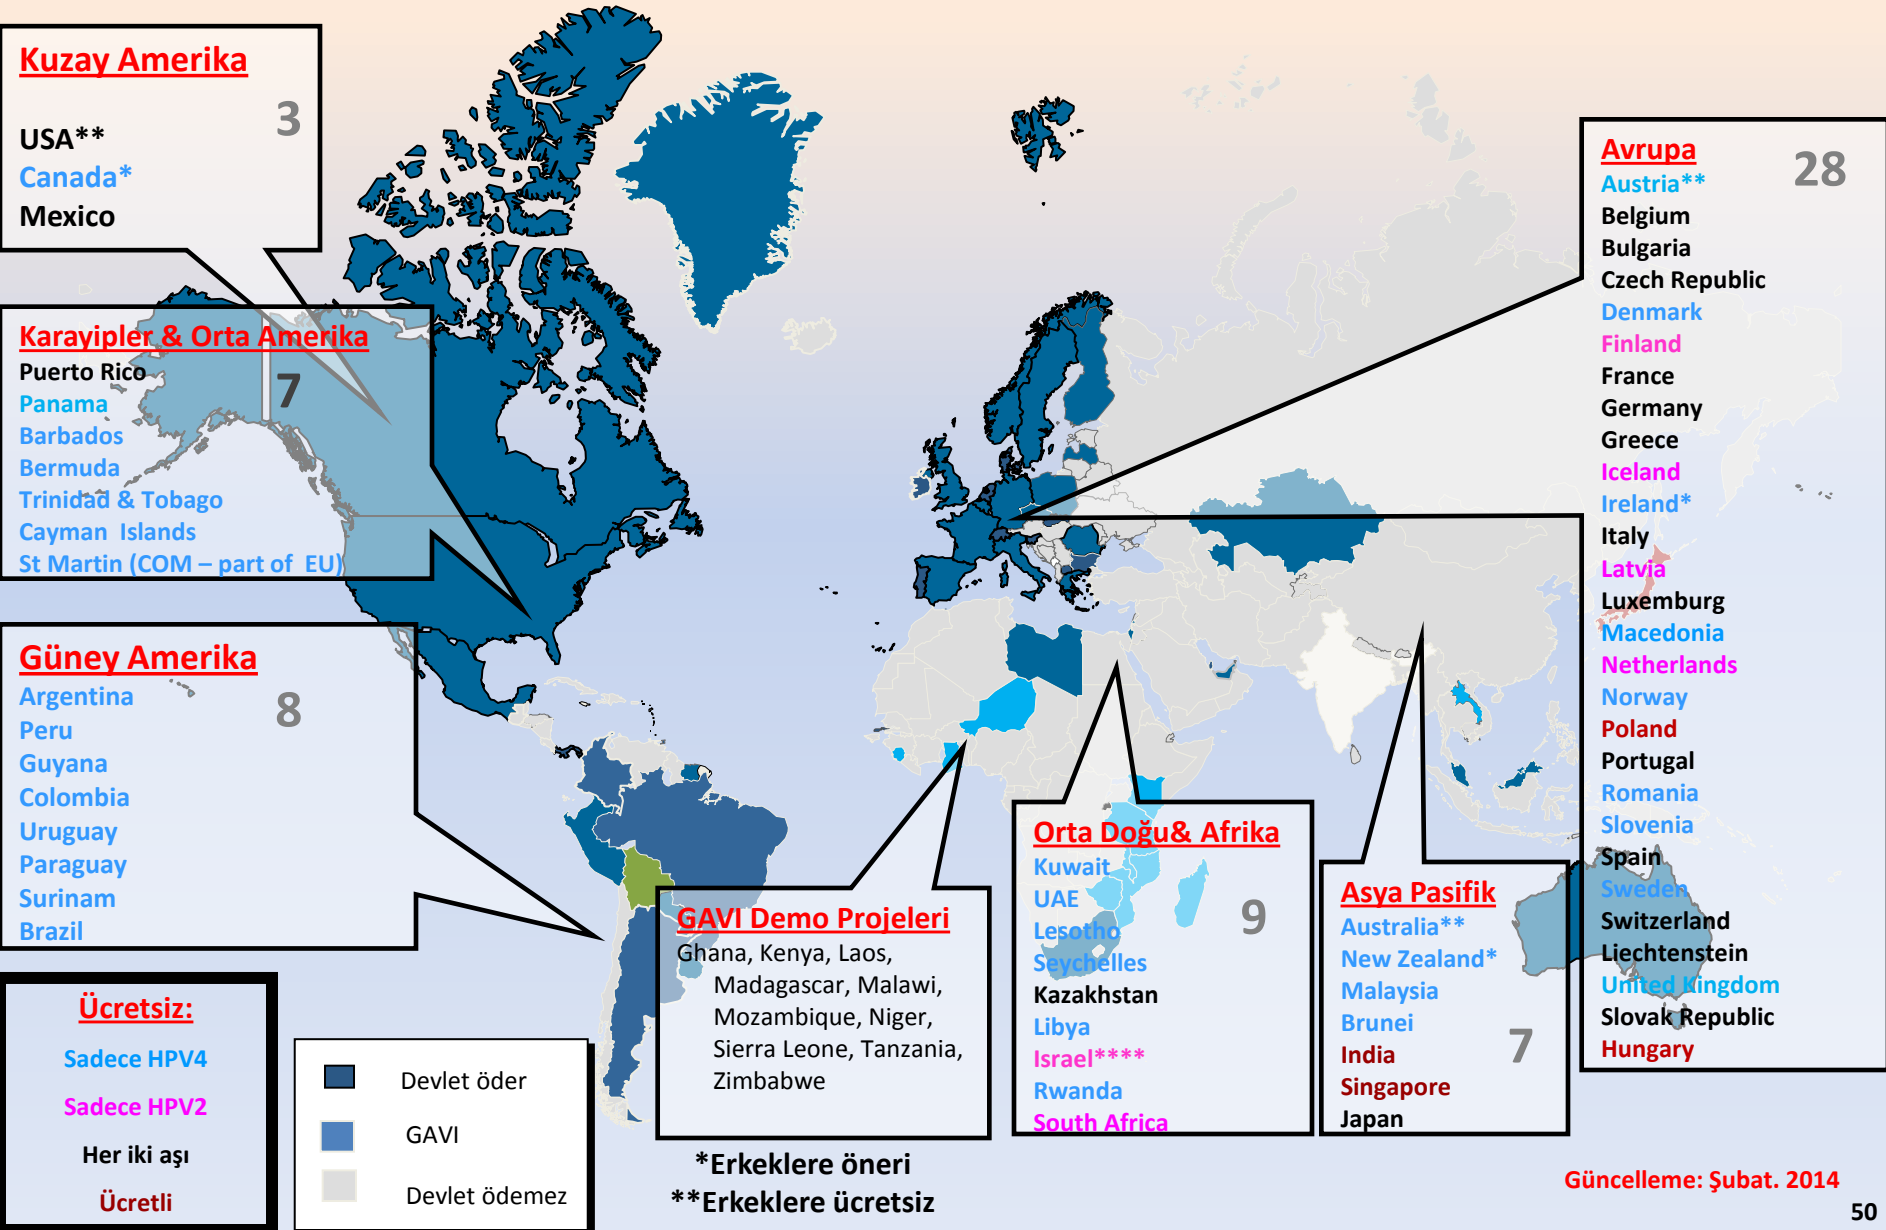 Kuzay Amerika
3
USA**
Canada*
Mexico
Karayipler & Orta Amerika
7
Puerto Rico
Panama
Barbados
Bermuda
Trinidad & Tobago
Cayman Islands
St Martin (COM – part of EU)
Güney Amerika
8
Argentina
Peru
Guyana
Colombia
Uruguay
Paraguay
Surinam
Brazil
Ücretsiz:
Sadece HPV4
Sadece HPV2
Her iki aşı
Ücretli
Devlet öder
GAVI
Devlet ödemez
GAVI Demo Projeleri
Ghana, Kenya, Laos,
Madagascar, Malawi,
Mozambique, Niger,
Sierra Leone, Tanzania,
Zimbabwe
*Erkeklere öneri
**Erkeklere ücretsiz
Orta Doğu& Afrika
9
Kuwait
UAE
Lesotho
Seychelles
Kazakhstan
Libya
Israel****
Rwanda
South Africa
Asya Pasifik
7
Australia**
New Zealand*
Malaysia
Brunei
India
Singapore
Japan
Avrupa
28
Austria**
Belgium
Bulgaria
Czech Republic
Denmark
Finland
France
Germany
Greece
Iceland
Ireland*
Italy
Latvia
Luxemburg
Macedonia
Netherlands
Norway
Poland
Portugal
Romania
Slovenia
Spain
Sweden
Switzerland
Liechtenstein
United Kingdom
Slovak Republic
Hungary
Güncelleme: Şubat. 2014
50